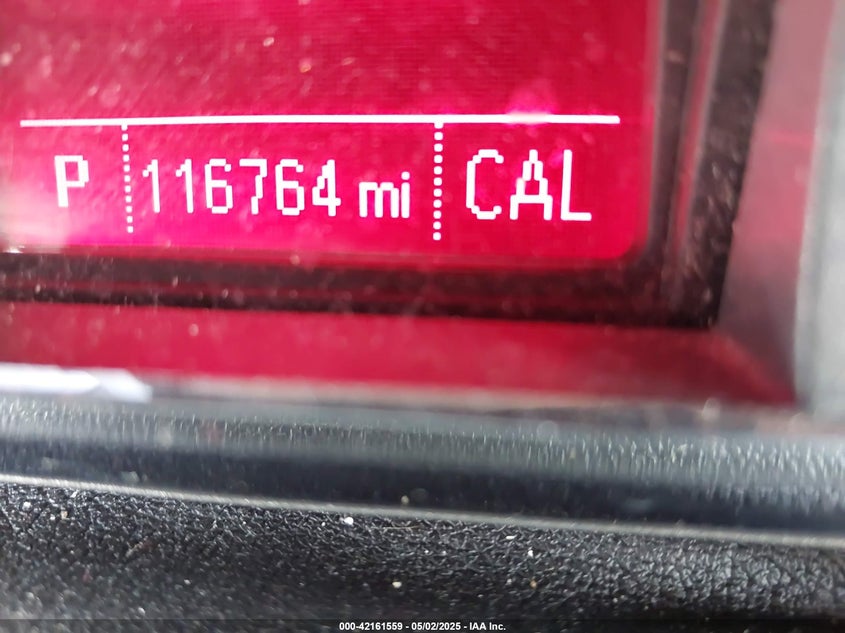 P 116764 mi CAL
000-42161559 - 05/02/2025 - IAA Inc.